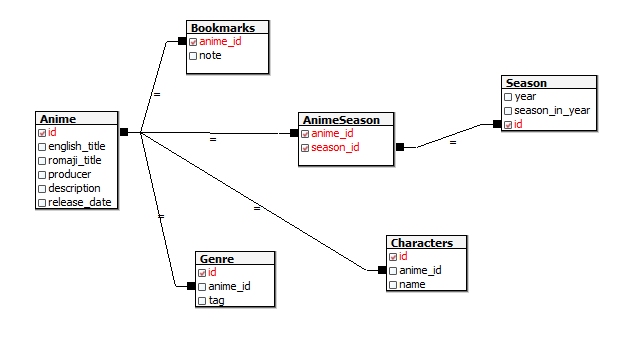 Bookmarks
anime_id
note
Season
year
season_in_year
id
Anime
id
english_title
romaji_title
producer
description
release_date
AnimeSeason
anime_id
season_id
=
=
=
=
=
Characters
id
anime_id
name
Genre
id
anime_id
tag